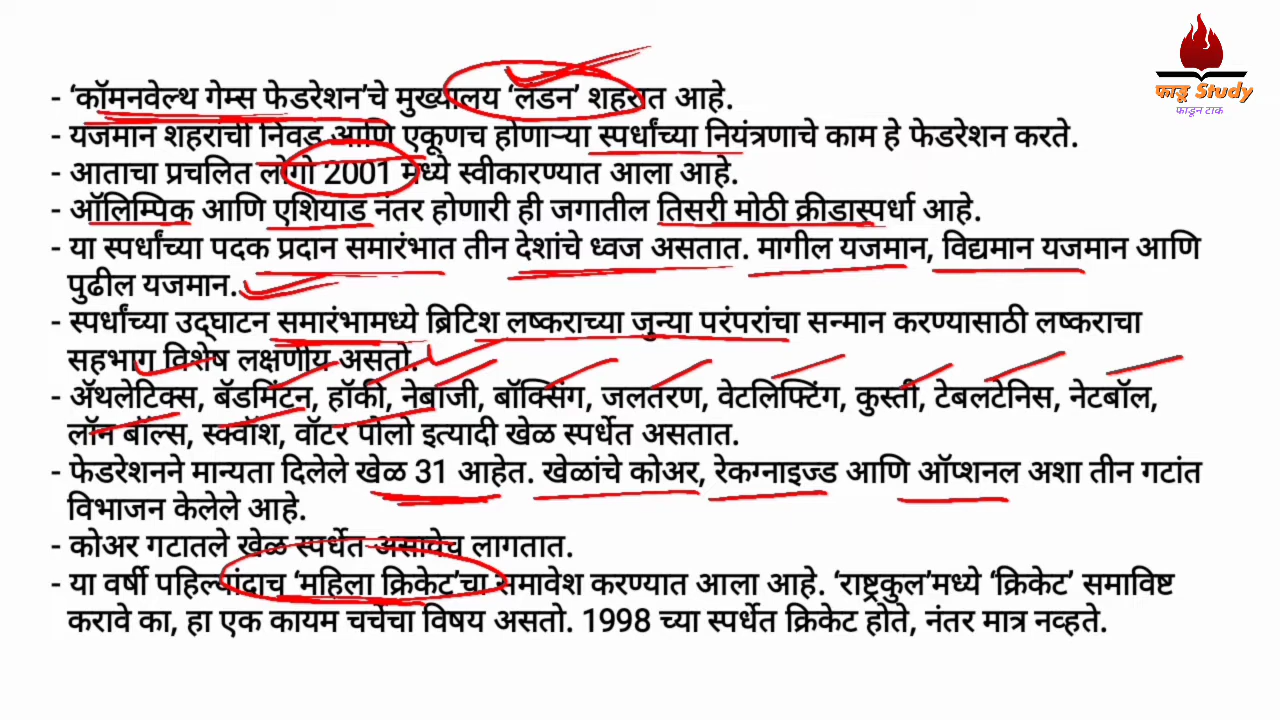 फाडू Study
फाडून टाक
- ‘कॉमनवेल्थ गेम्स फेडरेशन’चे मुख्यालय ‘लंडन’ शहरात आहे.
- यजमान शहरांची निवड आणि एकूणच होणाऱ्या स्पर्धांच्या नियंत्रणाचे काम हे फेडरेशन करते.
- आताचा प्रचलित लोगो 2001 मध्ये स्वीकारण्यात आला आहे.
- ऑलिम्पिक आणि एशियाड नंतर होणारी ही जगातील तिसरी मोठी क्रीडास्पर्धा आहे.
- या स्पर्धांच्या पदक प्रदान समारंभात तीन देशांचे ध्वज असतात. मागील यजमान, विद्यमान यजमान आणि
पुढील यजमान.
- स्पर्धांच्या उद्‌घाटन समारंभामध्ये ब्रिटिश लष्कराच्या जुन्या परंपरांचा सन्मान करण्यासाठी लष्कराचा
सहभाग विशेष लक्षणीय असतो.
- ॲथलेटिक्स, बॅडमिंटन, हॉकी, नेबाजी, बॉक्सिंग, जलतरण, वेटलिफ्टिंग, कुस्ती, टेबलटेनिस, नेटबॉल,
लॉन बॉल्स, स्क्वॉश, वॉटर पोलो इत्यादी खेळ स्पर्धेत असतात.
- फेडरेशनने मान्यता दिलेले खेळ 31 आहेत. खेळांचे कोअर, रेकग्नाइज्ड आणि ऑप्शनल अशा तीन गटांत
विभाजन केलेले आहे.
- कोअर गटातले खेळ स्पर्धेत असावेच लागतात.
- या वर्षी पहिल्यांदाच ‘महिला क्रिकेट’चा समावेश करण्यात आला आहे. ‘राष्ट्रकुल’मध्ये ‘क्रिकेट’ समाविष्ट
करावे का, हा एक कायम चर्चेचा विषय असतो. 1998 च्या स्पर्धेत क्रिकेट होते, नंतर मात्र नव्हते.